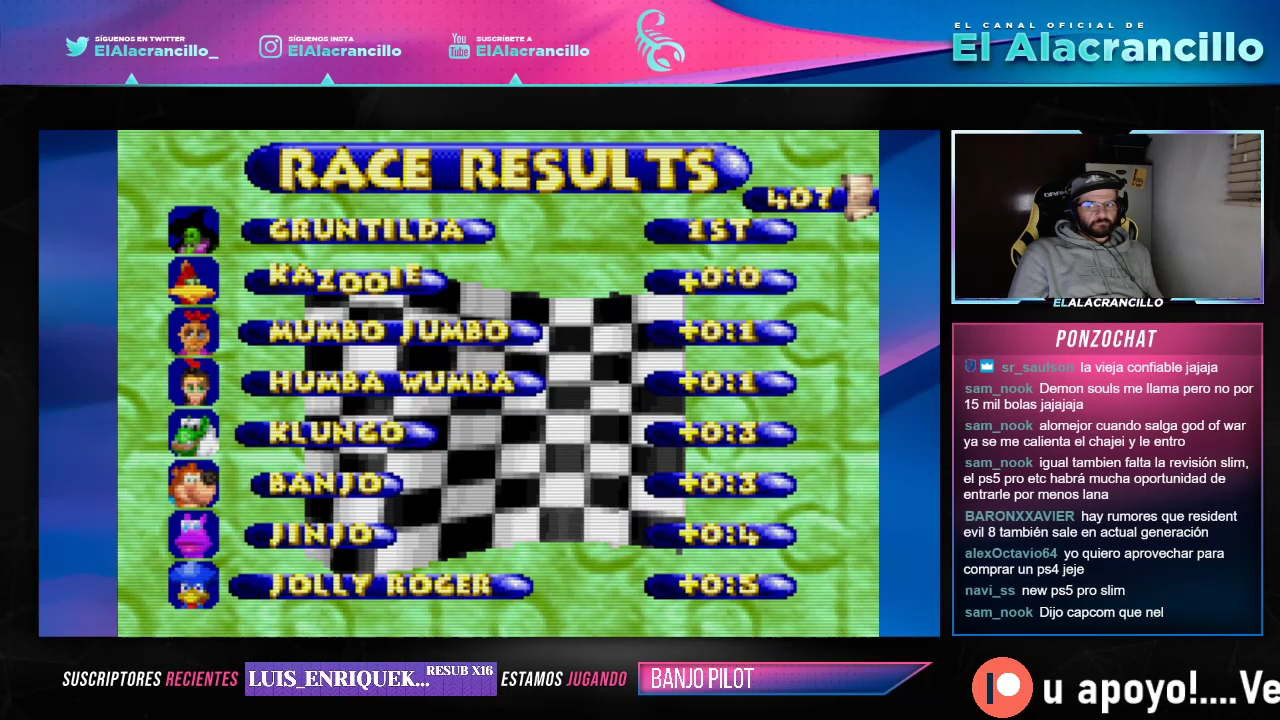 SÍGUENOS EN TWITTER
ElAlacrancillo_
SÍGUENOS INSTA
ElAlacrancillo
You Tube
SUSCRÍBETE A
ElAlacrancillo
EL CANAL OFICIAL DE
El Alacrancillo
RACE RESULTS
407
GRUNTILDA 1ST
KAZOOIE +0:0
MUMBO JUMBO +0:1
HUMBA WUMBA +0:1
KLUNGO +0:3
BANJO +0:3
JINJO +0:4
JOLLY ROGER +0:5
ELALACRANCILLO
PONZOCHAT
sr_saulson la vieja confiable jajaja
sam_nook Demon souls me llama pero no por
15 mil bolas jajajaja
sam_nook alomejor cuando salga god of war
ya se me calienta el chajei y le entro
sam_nook igual tambien falta la revisión slim,
el ps5 pro etc habrá mucha oportunidad de
entrarle por menos lana
BARONXXAVIER hay rumores que resident
evil 8 también sale en actual generación
alexOctavio64 yo quiero aprovechar para
comprar un ps4 jeje
navi_ss new ps5 pro slim
sam_nook Dijo capcom que nel
SUSCRIPTORES RECIENTES LUIS_ENRIQUEK... RESUB X16 ESTAMOS JUGANDO BANJO PILOT
u apoyo!....Ve